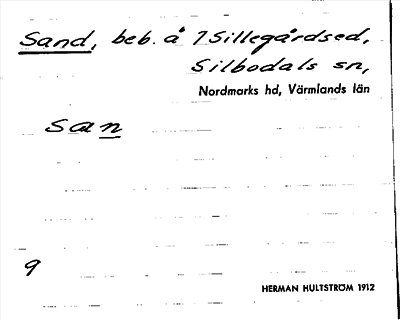 Sand, beb. å 7 Sillegårdsed,
Silbodals sn,
Nordmarks hd, Värmlands län
san
9
HERMAN HULTSTRÖM 1912